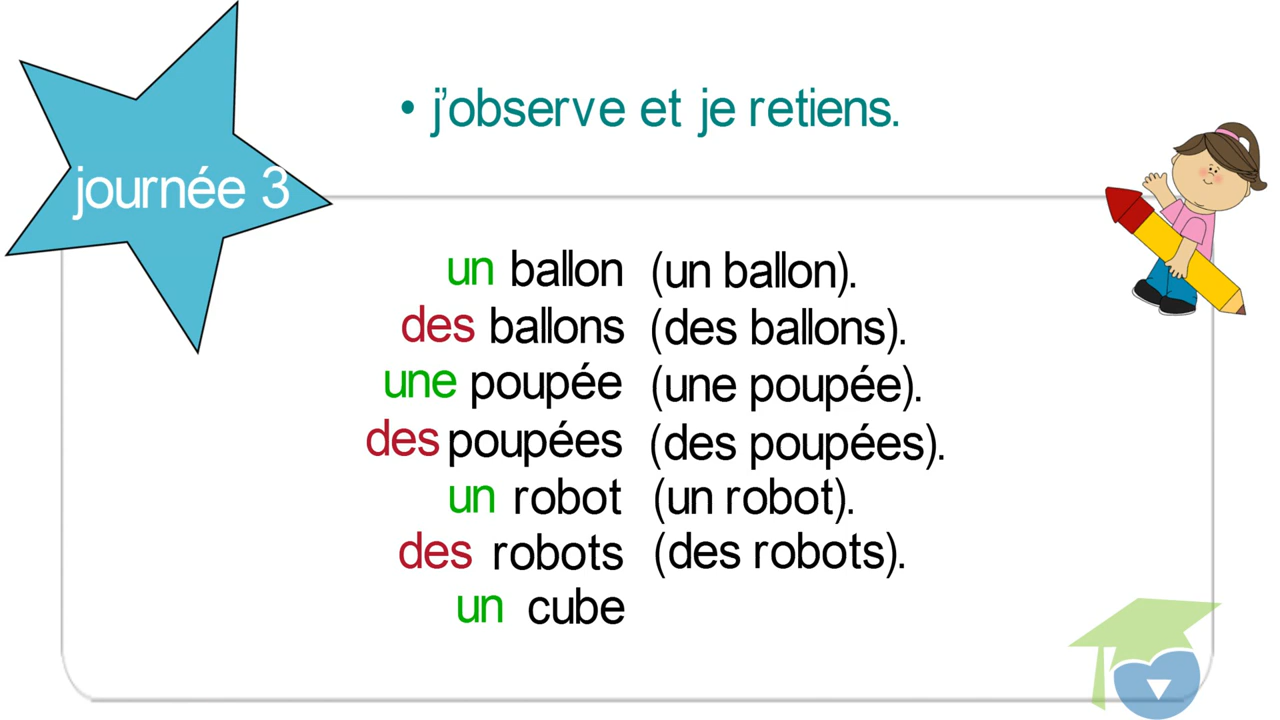 journée 3
• j'observe et je retiens.
un ballon (un ballon).
des ballons (des ballons).
une poupée (une poupée).
des poupées (des poupées).
un robot (un robot).
des robots (des robots).
un cube